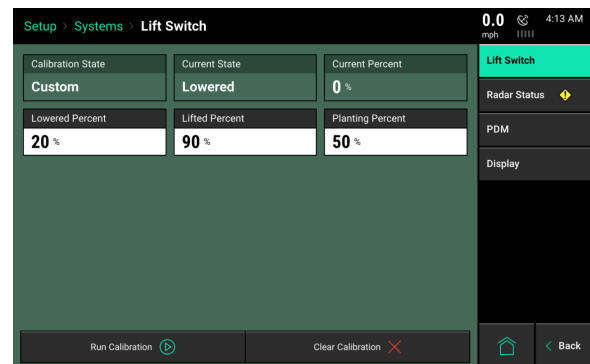 Setup > Systems > Lift Switch
0.0 mph
4:13 AM
Calibration State
Custom
Current State
Lowered
Current Percent
0 %
Lowered Percent
20 %
Lifted Percent
90 %
Planting Percent
50 %
Lift Switch
Radar Status
PDM
Display
Run Calibration
Clear Calibration
< Back